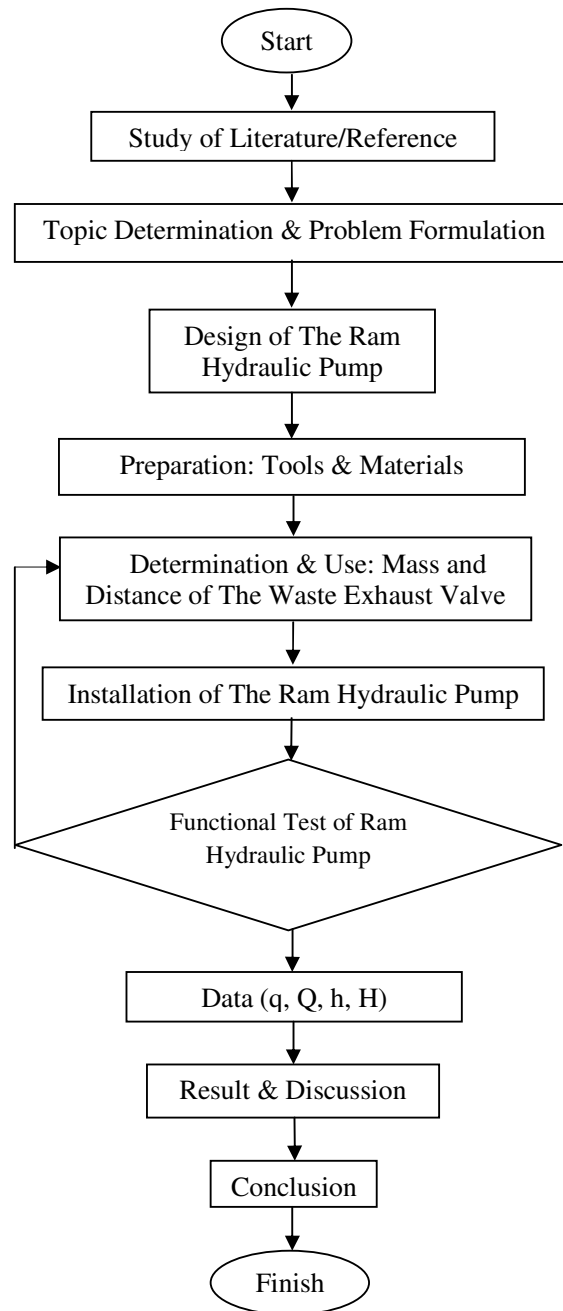 Start
Study of Literature/Reference
Topic Determination & Problem Formulation
Design of The Ram
Hydraulic Pump
Preparation: Tools & Materials
Determination & Use: Mass and
Distance of The Waste Exhaust Valve
Installation of The Ram Hydraulic Pump
Functional Test of Ram
Hydraulic Pump
Data (q, Q, h, H)
Result & Discussion
Conclusion
Finish